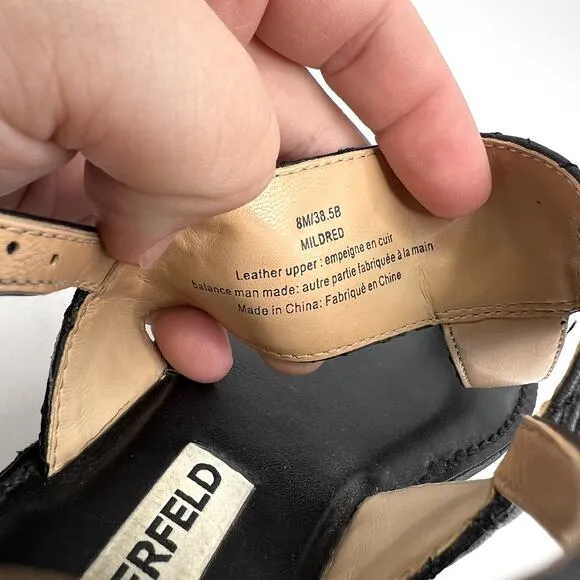 8M/38.5B
MILDRED
Leather upper: empeigne en cuir
balance man made: autre partie fabriquée à la main
Made in China: Fabriqué en Chine
ERFELD